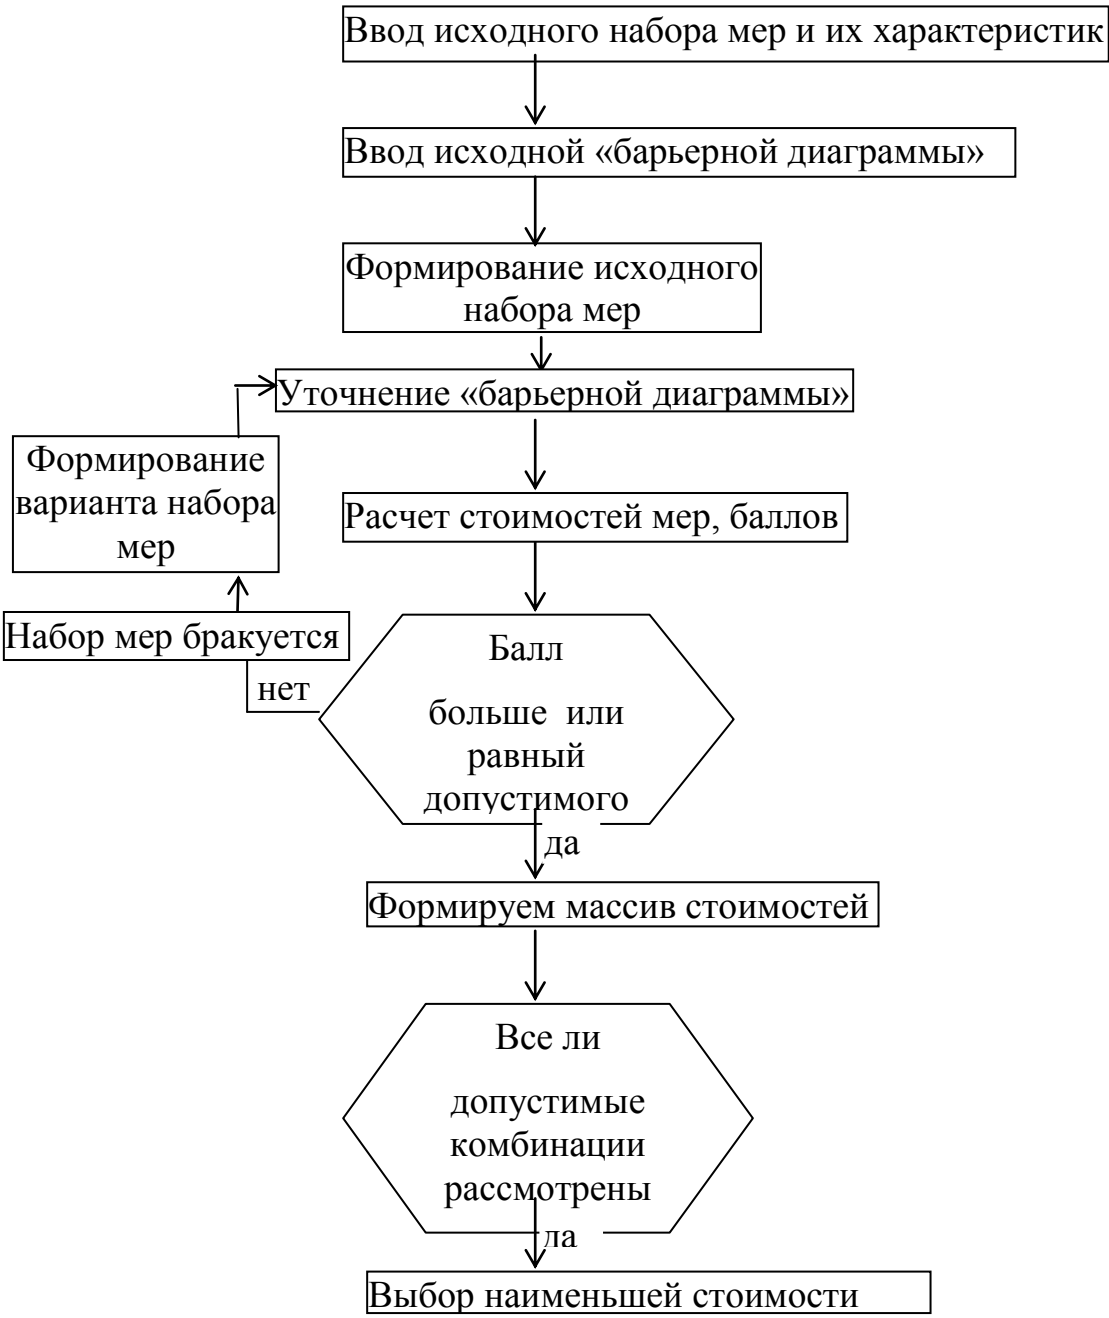 Ввод исходного набора мер и их характеристик
Ввод исходной «барьерной диаграммы»
Формирование исходного
набора мер
Уточнение «барьерной диаграммы»
Формирование
варианта набора
мер
Расчет стоимостей мер, баллов
Набор мер бракуется
нет
Балл
больше или
равный
допустимого
да
Формируем массив стоимостей
Все ли
допустимые
комбинации
рассмотрены
да
Выбор наименьшей стоимости